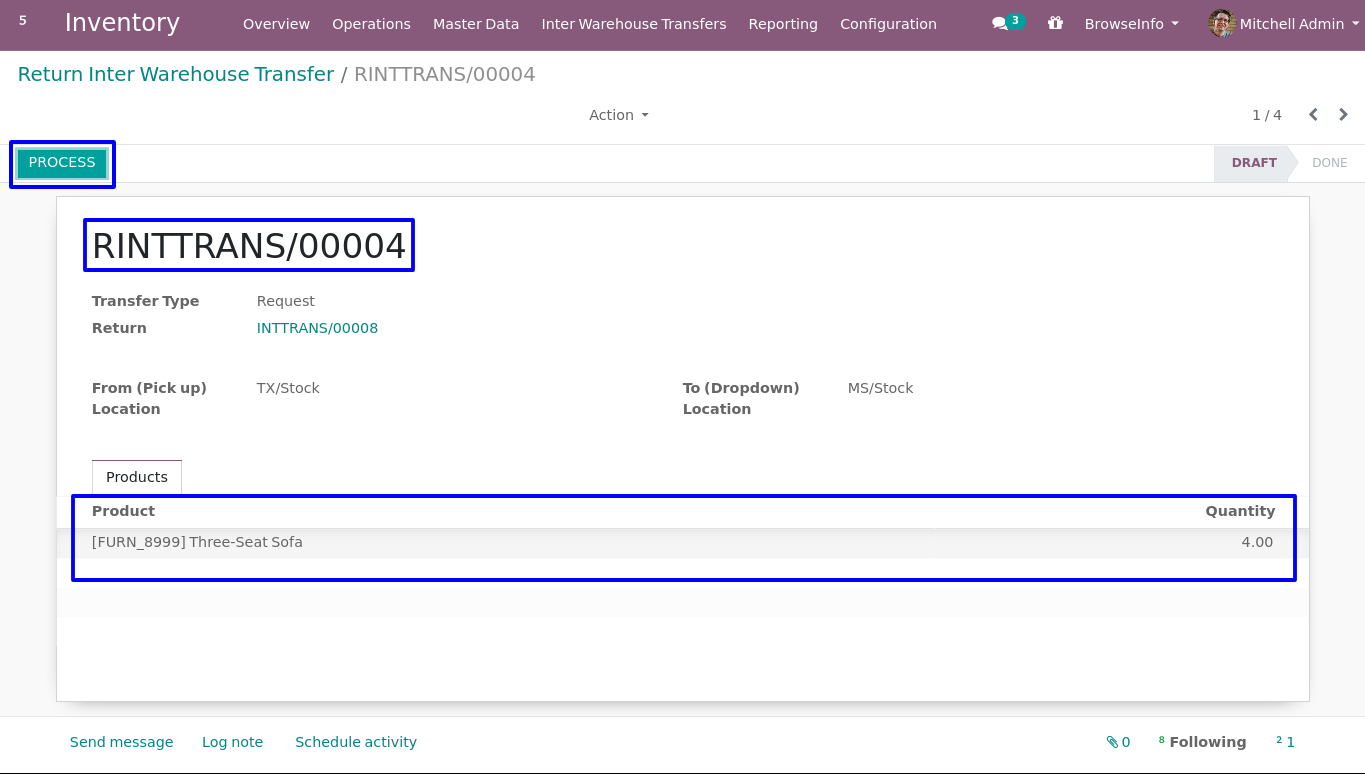 5 Inventory Overview Operations Master Data Inter Warehouse Transfers Reporting Configuration 3 BrowseInfo Mitchell Admin
Return Inter Warehouse Transfer / RINTTRANS/00004
Action 1 / 4
PROCESS DRAFT DONE
RINTTRANS/00004
Transfer Type Request
Return INTTRANS/00008
From (Pick up) Location TX/Stock
To (Dropdown) Location MS/Stock
Products
Product Quantity
[FURN_8999] Three-Seat Sofa 4.00
Send message Log note Schedule activity 0 8 Following 2 1